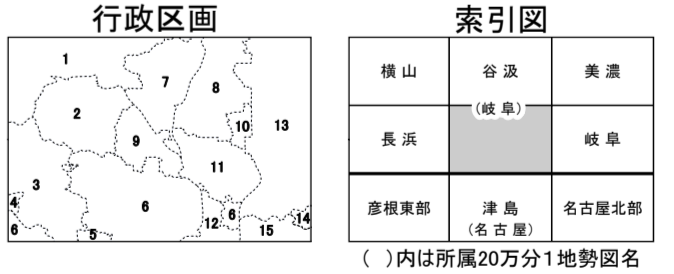 行政区画
1
7
8
2
10
13
9
11
3
4
6
6
6
12
5
15
14
索引図
横山 谷汲 美濃
(岐阜)
長浜 岐阜
彦根東部 津島 名古屋北部
(名古屋)
( )内は所属20万分1地勢図名